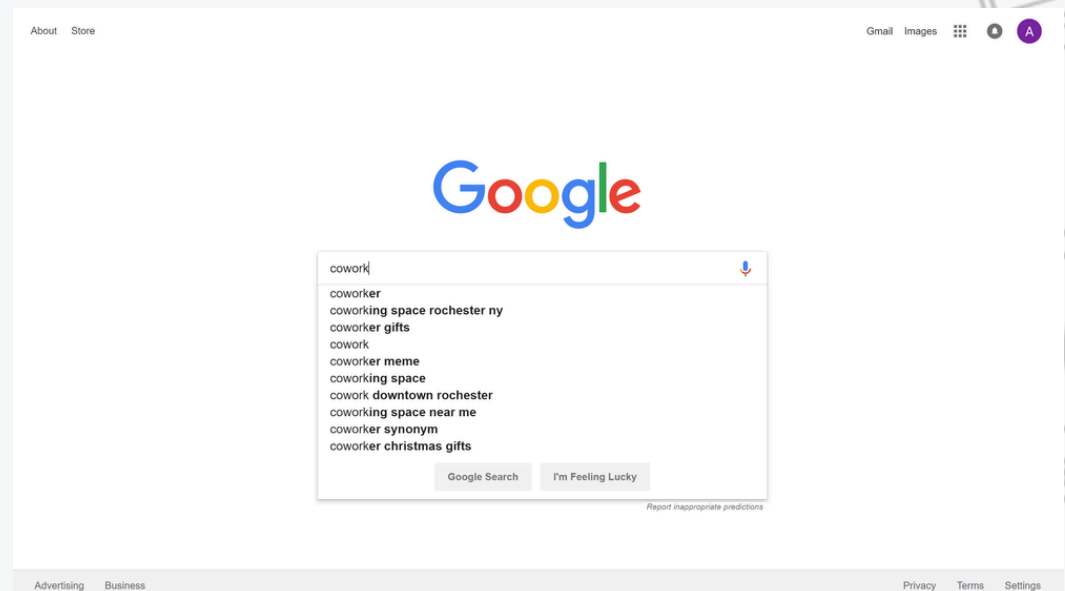 About Store
Gmail Images A
Google
cowork
coworker
coworking space rochester ny
coworker gifts
cowork
coworker meme
coworking space
cowork downtown rochester
coworking space near me
coworker synonym
coworker christmas gifts
Google Search I'm Feeling Lucky
Report inappropriate predictions
Advertising Business Privacy Terms Settings